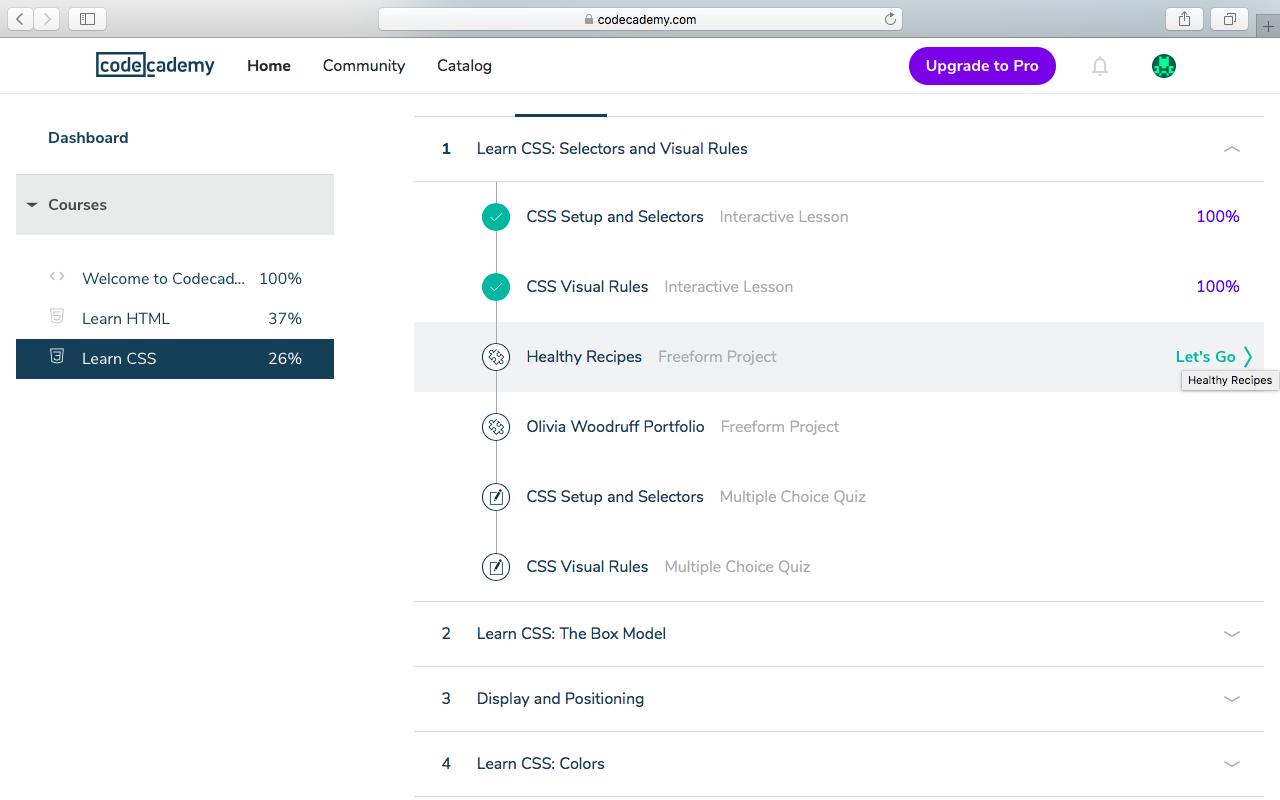 codecademy.com
codecademy Home Community Catalog Upgrade to Pro
Dashboard
Courses
Welcome to Codecad... 100%
Learn HTML 37%
Learn CSS 26%
1 Learn CSS: Selectors and Visual Rules
CSS Setup and Selectors Interactive Lesson 100%
CSS Visual Rules Interactive Lesson 100%
Healthy Recipes Freeform Project Let's Go
Healthy Recipes
Olivia Woodruff Portfolio Freeform Project
CSS Setup and Selectors Multiple Choice Quiz
CSS Visual Rules Multiple Choice Quiz
2 Learn CSS: The Box Model
3 Display and Positioning
4 Learn CSS: Colors